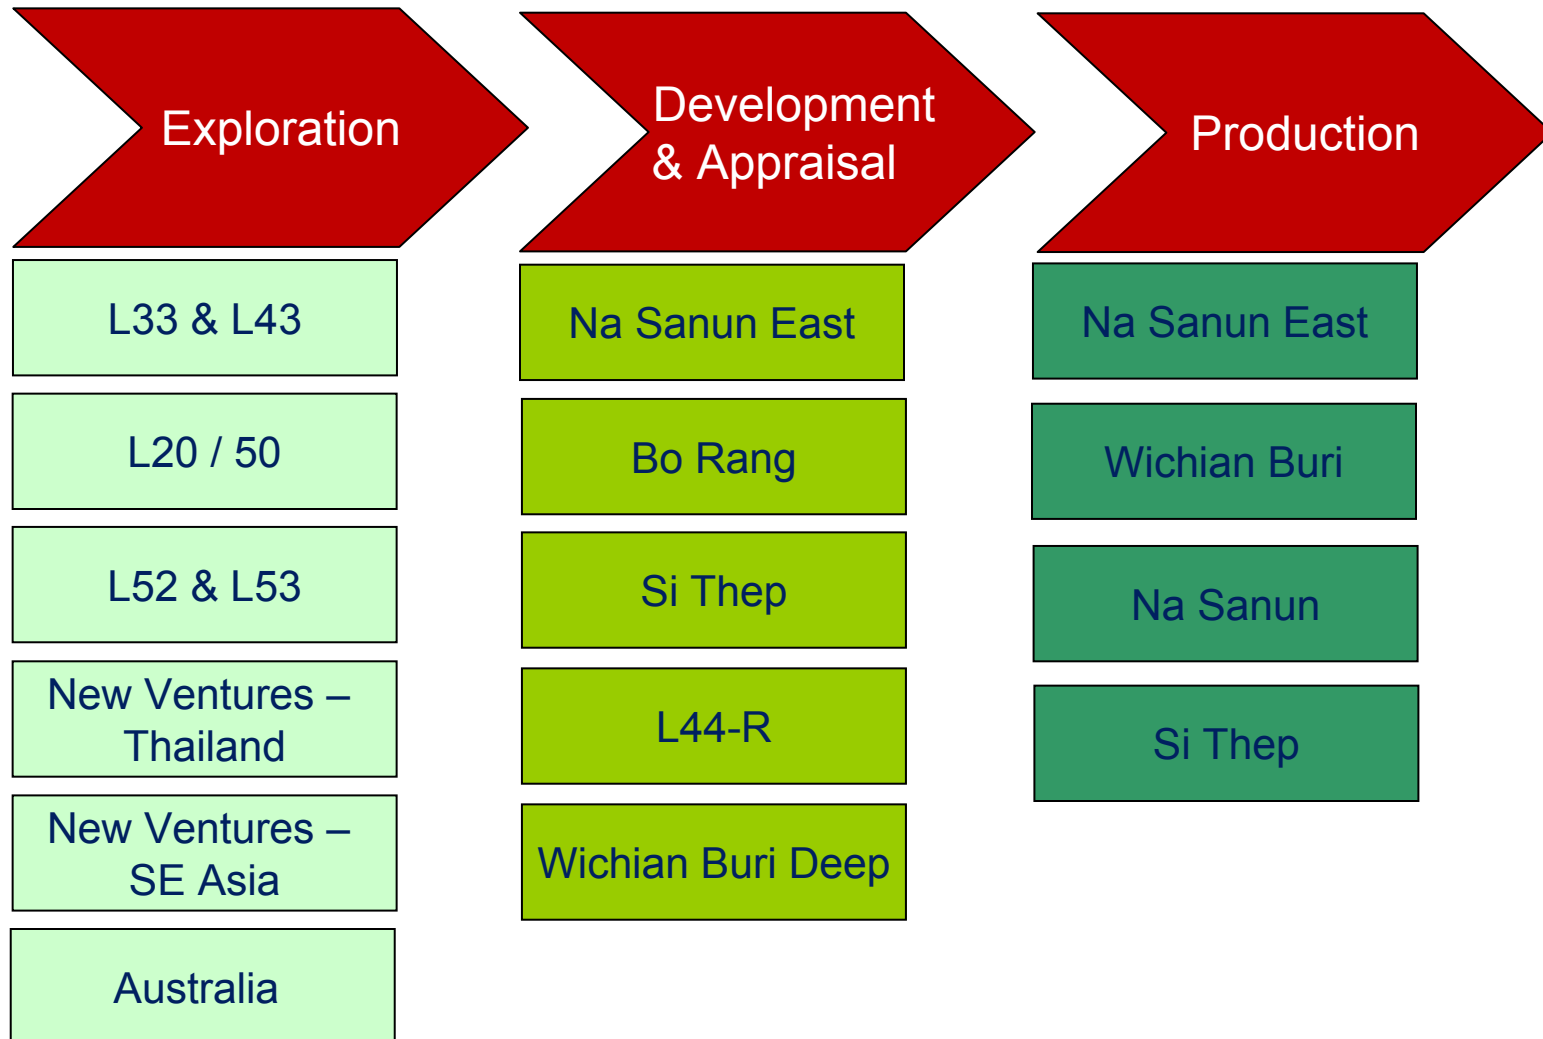 Exploration
Development
& Appraisal
Production
L33 & L43
L20 / 50
L52 & L53
New Ventures –
Thailand
New Ventures –
SE Asia
Australia
Na Sanun East
Bo Rang
Si Thep
L44-R
Wichian Buri Deep
Na Sanun East
Wichian Buri
Na Sanun
Si Thep